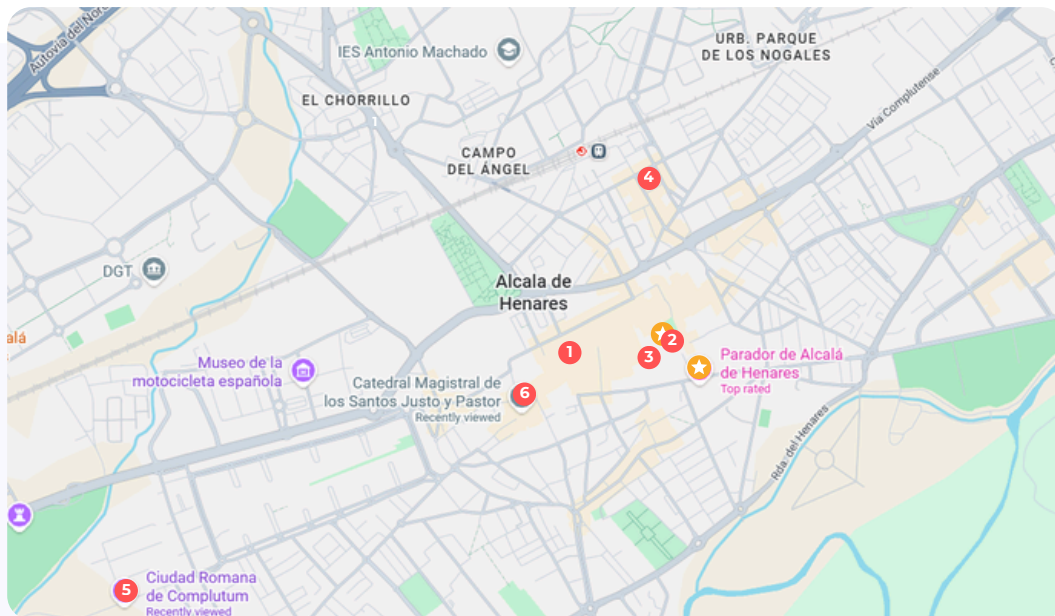 Autovía del Nor
IES Antonio Machado
URB. PARQUE
DE LOS NOGALES
EL CHORRILLO
1
Vía Complutense
CAMPO
DEL ÁNGEL
4
DGT
Alcala de
Henares
alá
2
1
3
Parador de Alcalá
de Henares
Top rated
Museo de la
motocicleta española
Catedral Magistral de
los Santos Justo y Pastor
Recently viewed
6
Rda. del Henares
5
Ciudad Romana
de Complutum
Recently viewed